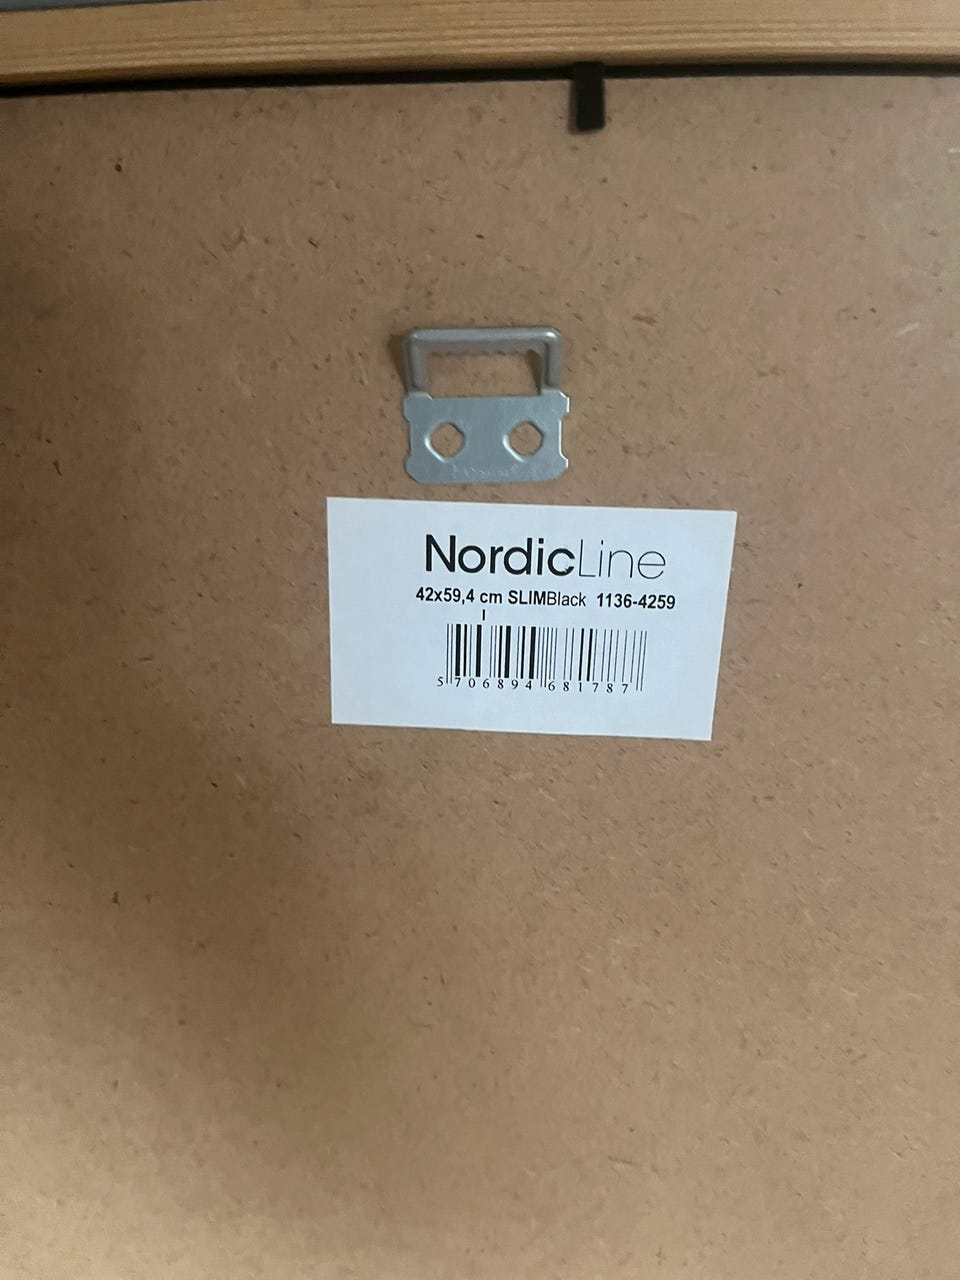 NordicLine
42x59,4 cm SLIMBlack 1136-4259
5 706894 681787